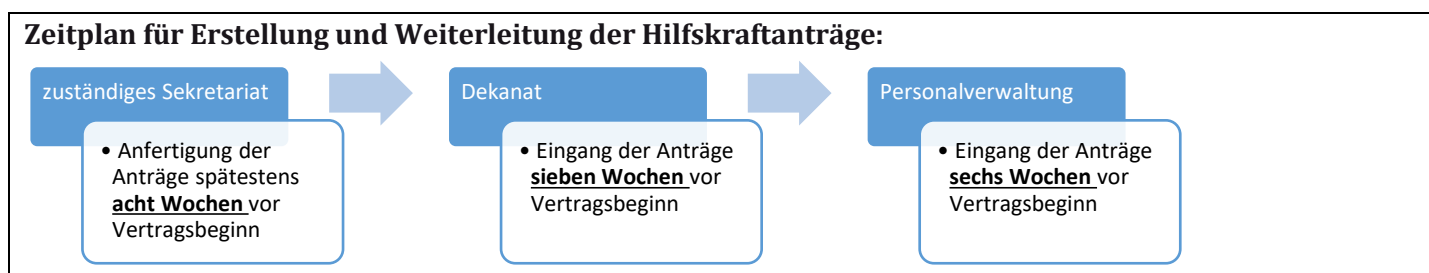 Zeitplan für Erstellung und Weiterleitung der Hilfskraftanträge:
zuständiges Sekretariat
• Anfertigung der
Anträge spätestens
acht Wochen vor
Vertragsbeginn
Dekanat
• Eingang der Anträge
sieben Wochen vor
Vertragsbeginn
Personalverwaltung
• Eingang der Anträge
sechs Wochen vor
Vertragsbeginn